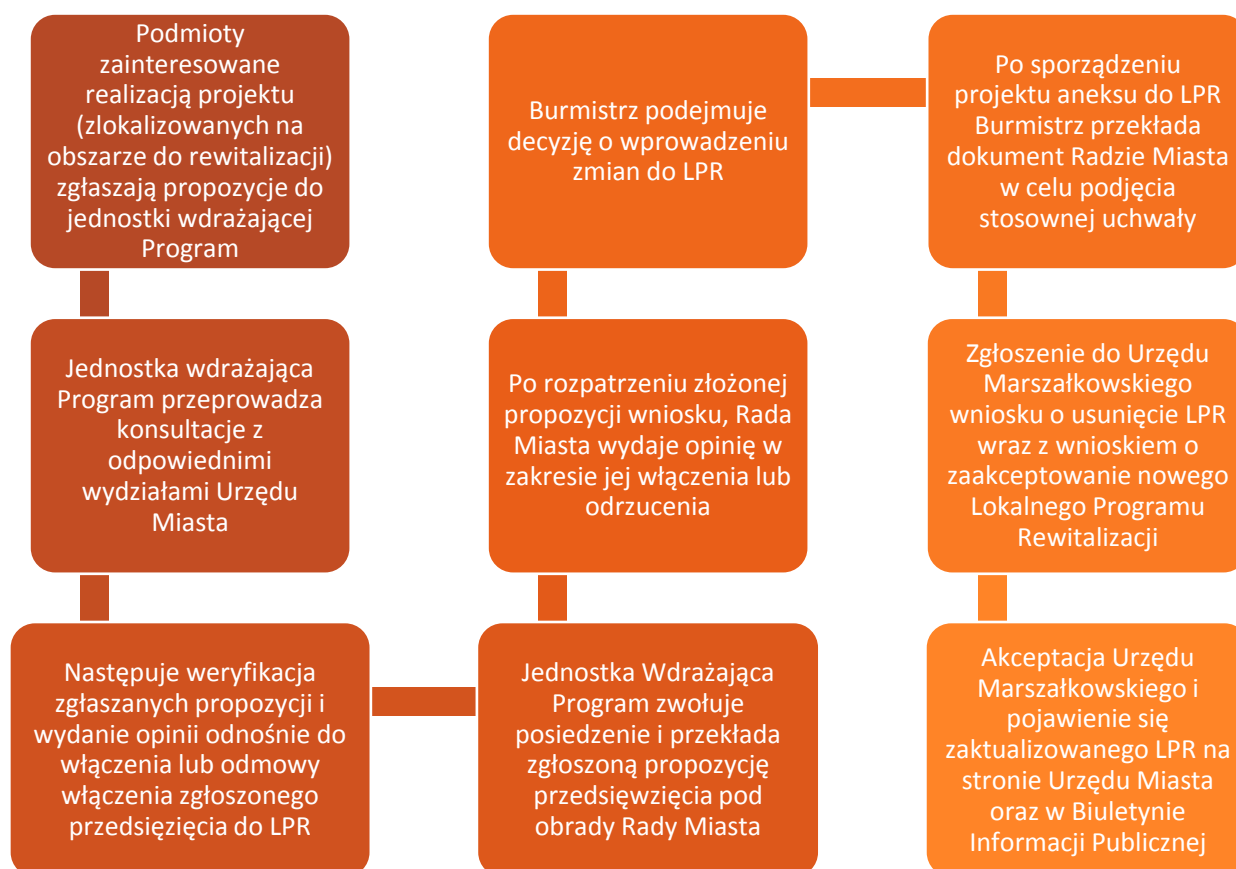 Podmioty
zainteresowane
realizacją projektu
(zlokalizowanych na
obszarze do rewitalizacji)
zgłaszają propozycje do
jednostki wdrażającej
Program
Jednostka wdrażająca
Program przeprowadza
konsultacje z
odpowiednimi
wydziałami Urzędu
Miasta
Następuje weryfikacja
zgłaszanych propozycji i
wydanie opinii odnośnie do
włączenia lub odmowy
włączenia zgłoszonego
przedsięzięcia do LPR
Jednostka Wdrażająca
Program zwołuje
posiedzenie i przekłada
zgłoszoną propozycję
przedsięwzięcia pod
obrady Rady Miasta
Po rozpatrzeniu złożonej
propozycji wniosku, Rada
Miasta wydaje opinię w
zakresie jej włączenia lub
odrzucenia
Burmistrz podejmuje
decyzję o wprowadzeniu
zmian do LPR
Po sporządzeniu
projektu aneksu do LPR
Burmistrz przekłada
dokument Radzie Miasta
w celu podjęcia
stosownej uchwały
Zgłoszenie do Urzędu
Marszałkowskiego
wniosku o usunięcie LPR
wraz z wnioskiem o
zaakceptowanie nowego
Lokalnego Programu
Rewitalizacji
Akceptacja Urzędu
Marszałkowskiego i
pojawienie się
zaktualizowanego LPR na
stronie Urzędu Miasta
oraz w Biuletynie
Informacji Publicznej